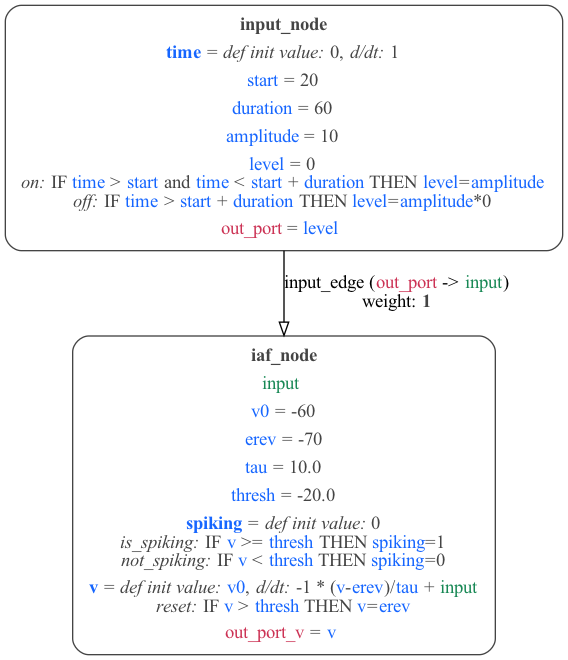 input_node
time = def init value: 0, d/dt: 1
start = 20
duration = 60
amplitude = 10
level = 0
on: IF time > start and time < start + duration THEN level=amplitude
off: IF time > start + duration THEN level=amplitude*0
out_port = level
input_edge (out_port -> input)
weight: 1
iaf_node
input
v0 = -60
erev = -70
tau = 10.0
thresh = -20.0
spiking = def init value: 0
is_spiking: IF v >= thresh THEN spiking=1
not_spiking: IF v < thresh THEN spiking=0
v = def init value: v0, d/dt: -1 * (v-erev)/tau + input
reset: IF v > thresh THEN v=erev
out_port_v = v